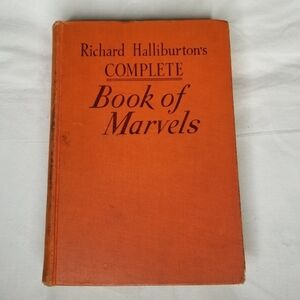 Richard Halliburton's
COMPLETE
Book of
Marvels